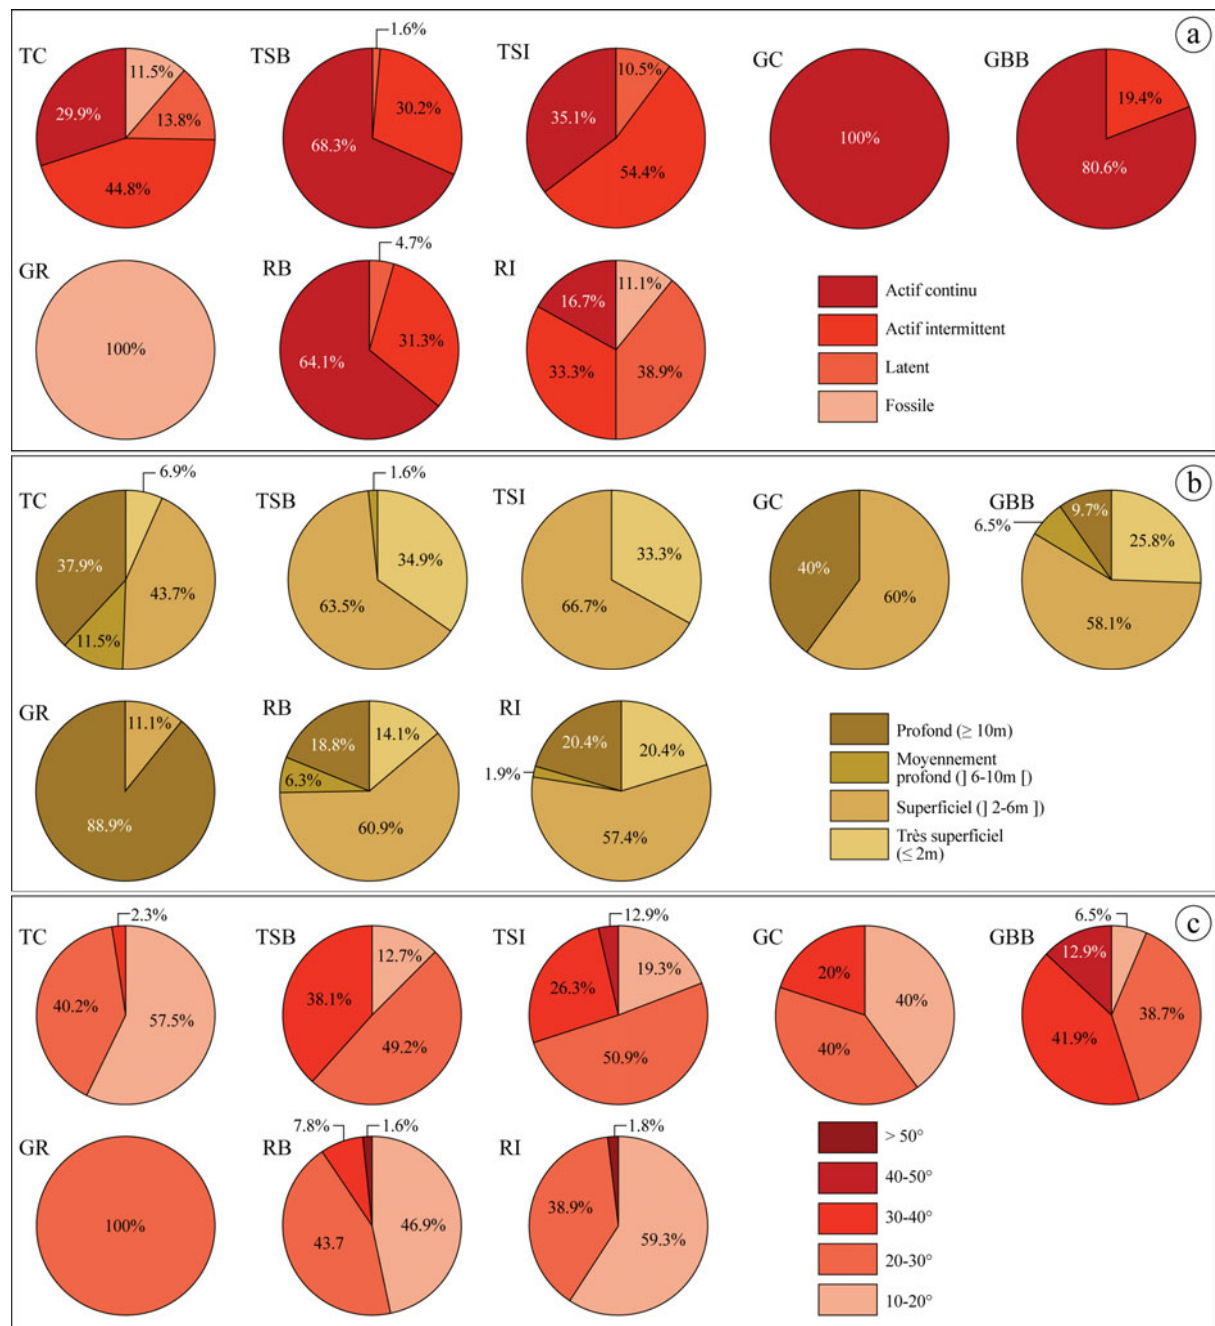 a
TC
11.5%
13.8%
44.8%
29.9%
TSB
1.6%
30.2%
68.3%
TSI
10.5%
54.4%
35.1%
GC
100%
GBB
19.4%
80.6%
GR
100%
RB
4.7%
31.3%
64.1%
RI
11.1%
38.9%
33.3%
16.7%
Actif continu
Actif intermittent
Latent
Fossile
b
TC
6.9%
43.7%
11.5%
37.9%
TSB
1.6%
34.9%
63.5%
TSI
33.3%
66.7%
GC
60%
40%
GBB
25.8%
58.1%
6.5%
9.7%
GR
11.1%
88.9%
RB
14.1%
60.9%
6.3%
18.8%
RI
20.4%
57.4%
1.9%
20.4%
Profond (≥ 10m)
Moyennement
profond (] 6-10m [)
Superficiel (] 2-6m ])
Très superficiel
(≤ 2m)
c
TC
2.3%
57.5%
40.2%
TSB
12.7%
49.2%
38.1%
TSI
12.9%
19.3%
50.9%
26.3%
GC
40%
40%
20%
GBB
6.5%
38.7%
41.9%
12.9%
GR
100%
RB
7.8%
1.6%
46.9%
43.7
RI
1.8%
59.3%
38.9%
> 50°
40-50°
30-40°
20-30°
10-20°